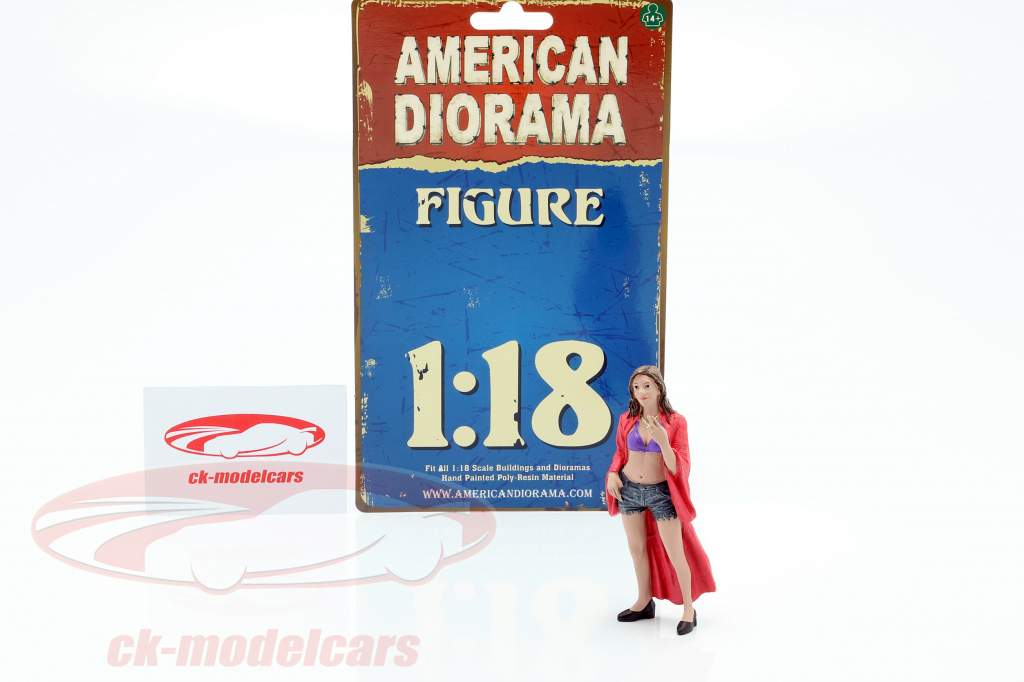 14+
AMERICAN
DIORAMA
FIGURE
1:18
Fit All 1:18 Scale Buildings and Dioramas
Hand Painted Poly-Resin Material
WWW.AMERICANDIORAMA.COM
ck-modelcars
ck-modelcars